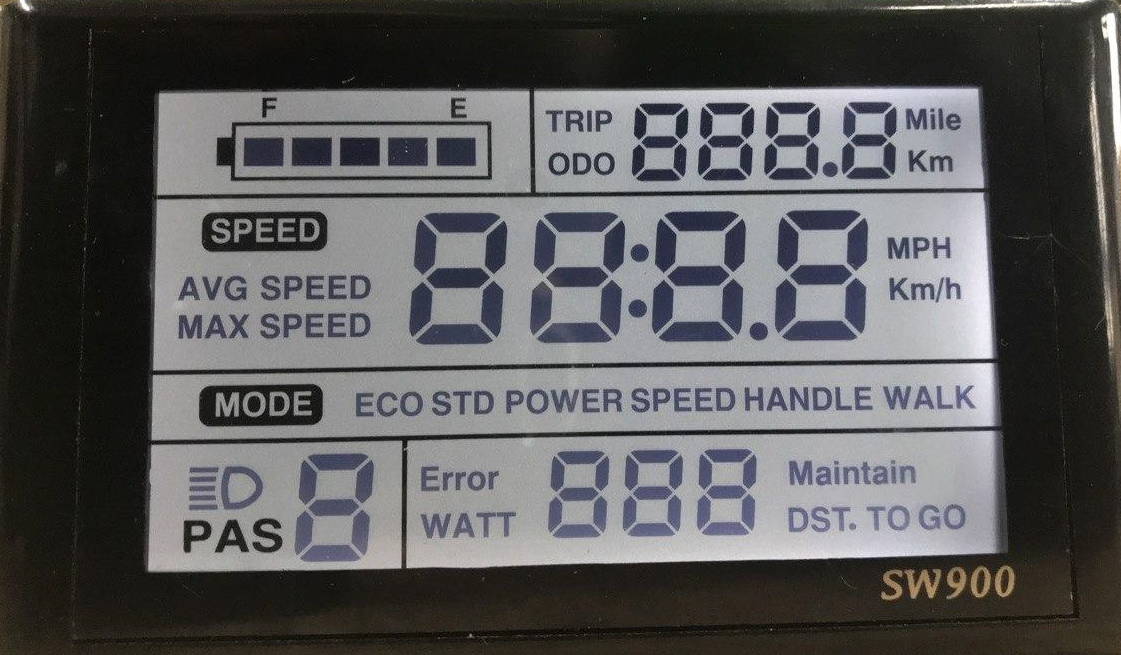 F E
TRIP 888.8 Mile
ODO Km
SPEED 88:8.8 MPH
AVG SPEED Km/h
MAX SPEED
MODE ECO STD POWER SPEED HANDLE WALK
PAS 8
Error 888 Maintain
WATT DST. TO GO
SW900